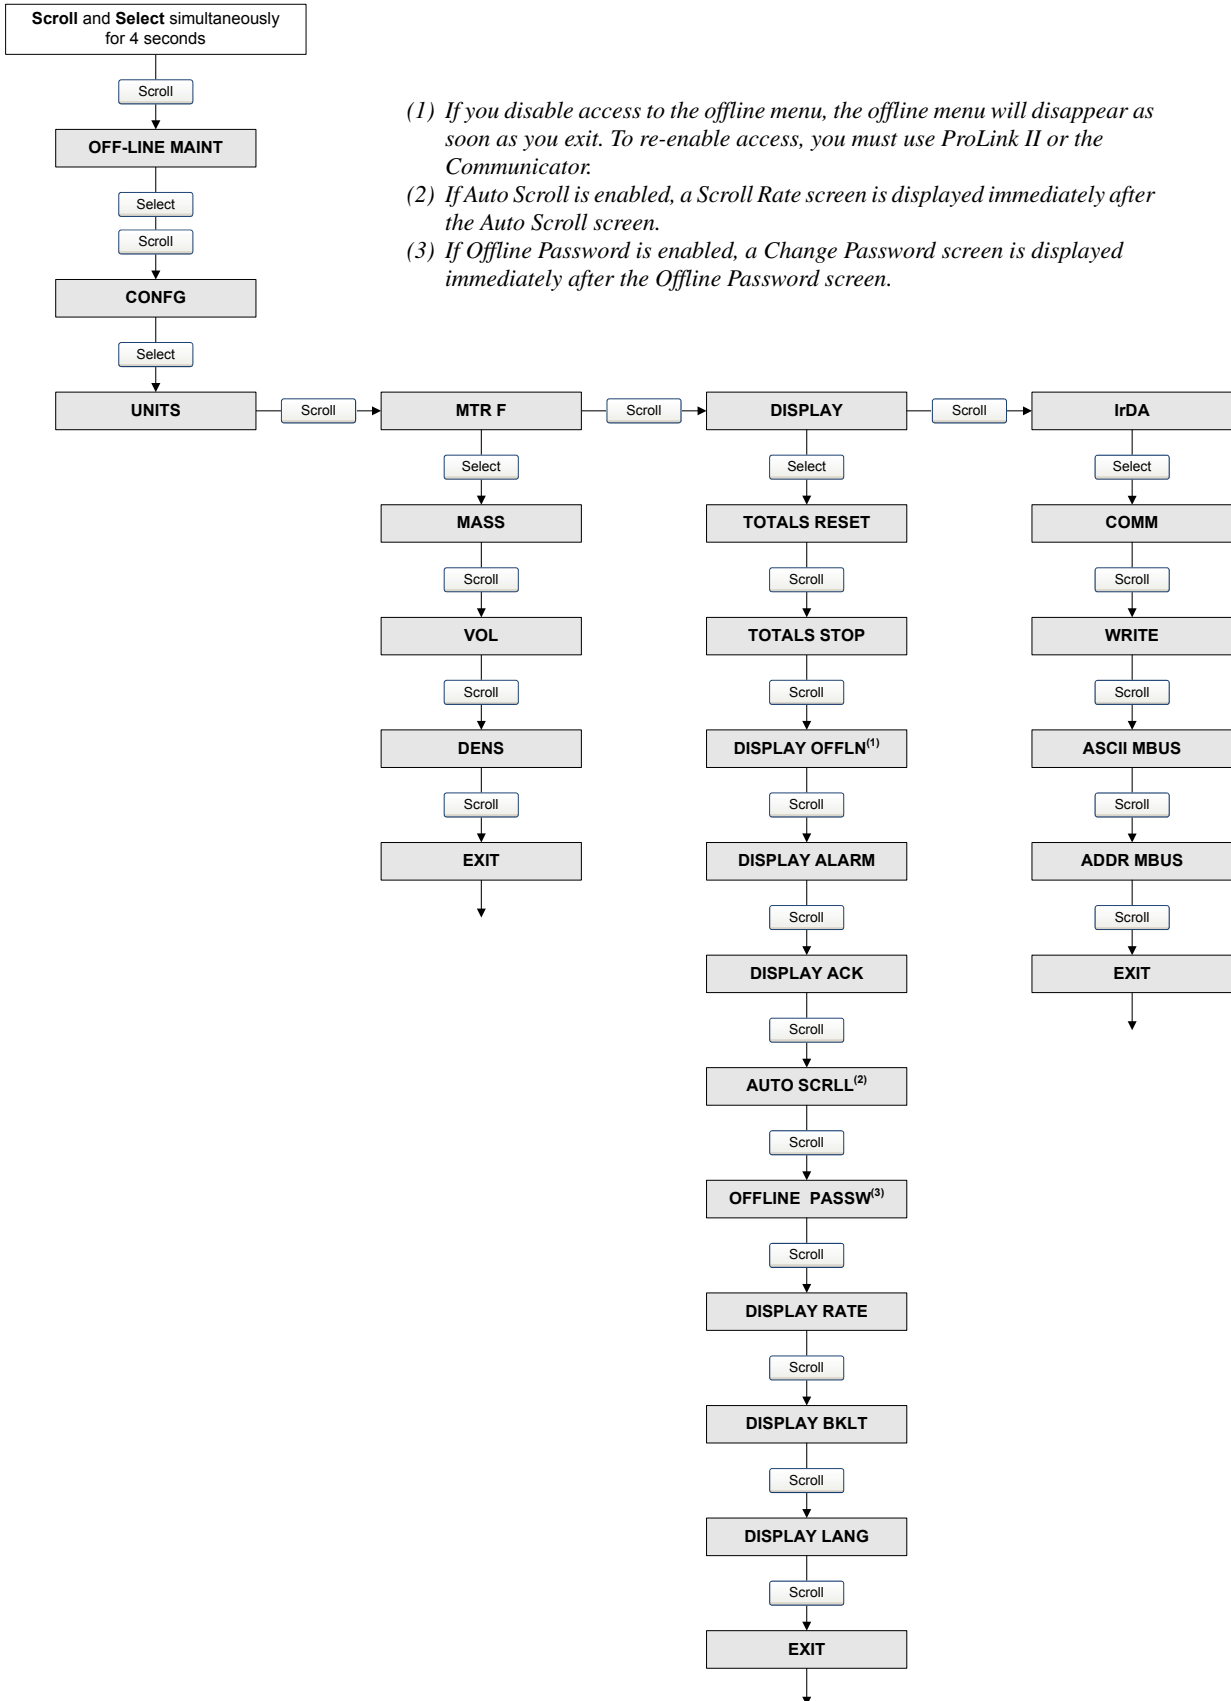 Scroll and Select simultaneously
for 4 seconds
Scroll
OFF-LINE MAINT
Select
Scroll
CONFG
Select
(1) If you disable access to the offline menu, the offline menu will disappear as
soon as you exit. To re-enable access, you must use ProLink II or the
Communicator.
(2) If Auto Scroll is enabled, a Scroll Rate screen is displayed immediately after
the Auto Scroll screen.
(3) If Offline Password is enabled, a Change Password screen is displayed
immediately after the Offline Password screen.
UNITS
Scroll
MTR F
Scroll
DISPLAY
Scroll
IrDA
Select
MASS
Scroll
VOL
Scroll
DENS
Scroll
EXIT
Select
TOTALS RESET
Scroll
TOTALS STOP
Scroll
DISPLAY OFFLN(1)
Scroll
DISPLAY ALARM
Scroll
DISPLAY ACK
Scroll
AUTO SCRLL(2)
Scroll
OFFLINE PASSW(3)
Scroll
DISPLAY RATE
Scroll
DISPLAY BKLT
Scroll
DISPLAY LANG
Scroll
EXIT
Select
COMM
Scroll
WRITE
Scroll
ASCII MBUS
Scroll
ADDR MBUS
Scroll
EXIT